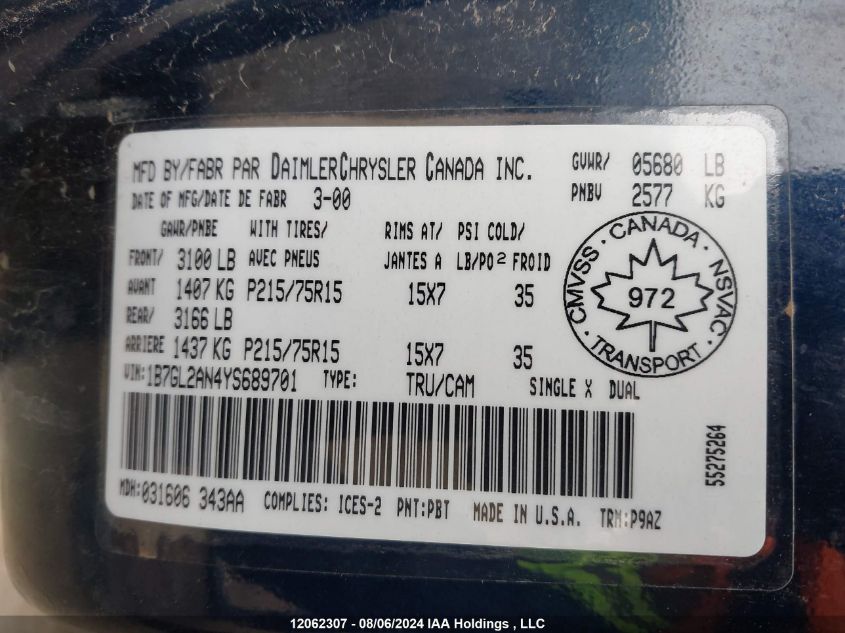 MFD BY/FABR PAR DAIMLERCHRYSLER CANADA INC. GVWR/ 05680 LB
DATE OF MFG/DATE DE FABR 3-00 PNBV 2577 KG
GAWR/PNBE WITH TIRES/ RIMS AT/ PSI COLD/
FRONT/ 3100 LB AVEC PNEUS JANTES A LB/PO² FROID
AVANT 1407 KG P215/75R15 15X7 35
REAR/ 3166 LB
ARRIERE 1437 KG P215/75R15 15X7 35
CANADA · NSVAC · TRANSPORT · CMVSS ·
972
VIN:1B7GL2AN4YS689701 TYPE: TRU/CAM SINGLE X DUAL
55275264
MDH:031606 343AA COMPLIES: ICES-2 PNT:PBT MADE IN U.S.A. TRM:P9AZ
12062307 - 08/06/2024 IAA Holdings , LLC